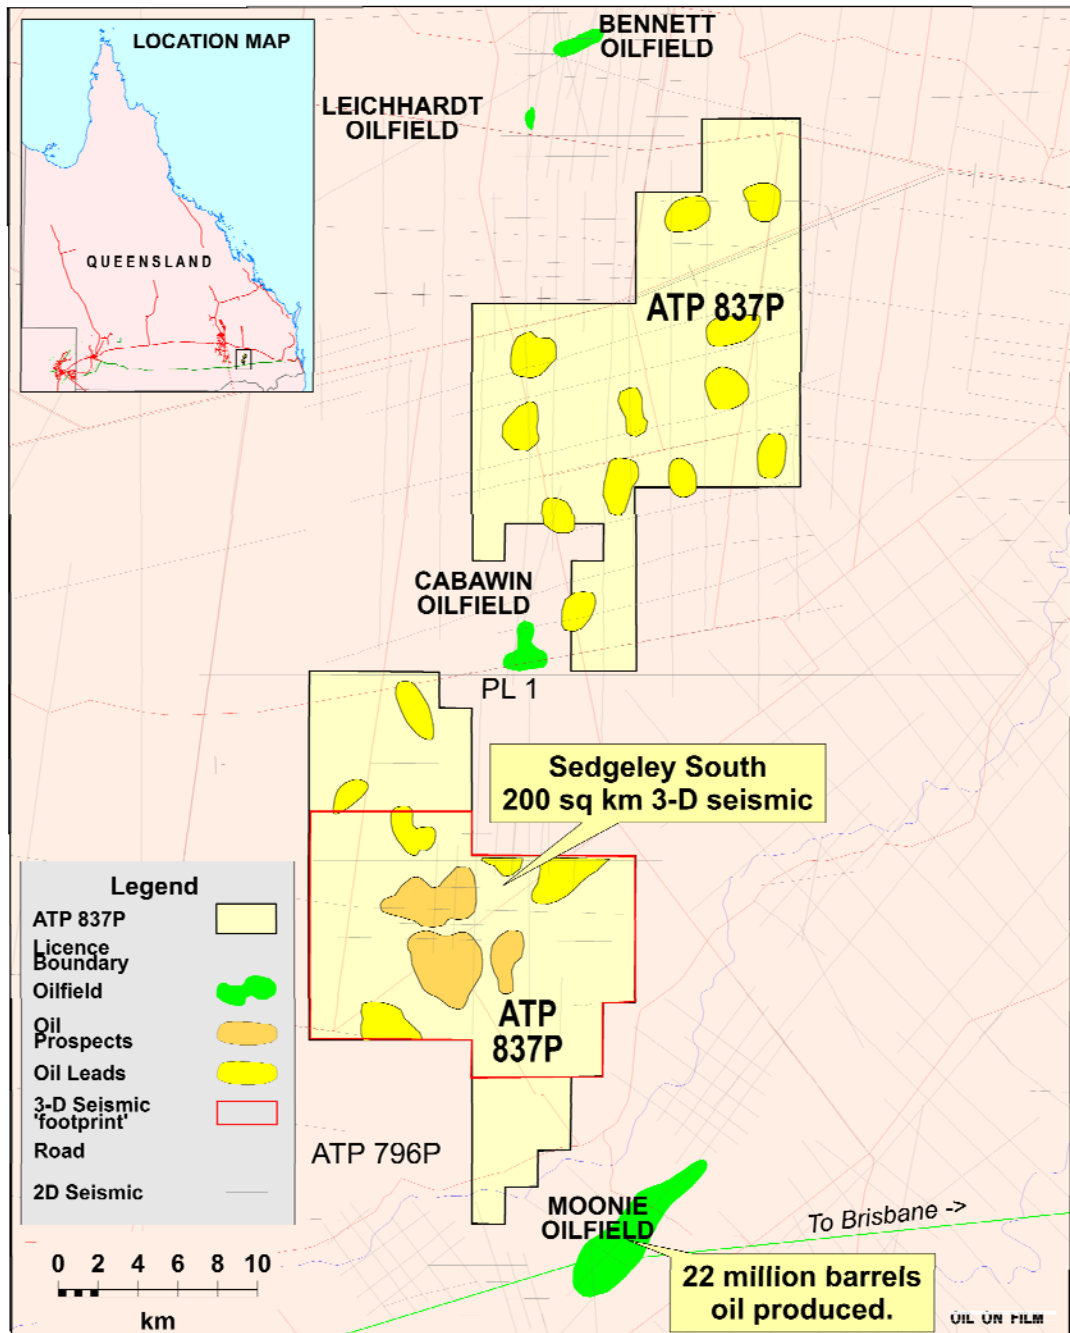 LOCATION MAP
QUEENSLAND
BENNETT
OILFIELD
LEICHHARDT
OILFIELD
ATP 837P
CABAWIN
OILFIELD
PL 1
Sedgeley South
200 sq km 3-D seismic
ATP
837P
Legend
ATP 837P
Licence
Boundary
Oilfield
Oil
Prospects
Oil Leads
3-D Seismic
'footprint'
Road
2D Seismic
ATP 796P
MOONIE
OILFIELD
To Brisbane ->
22 million barrels
oil produced.
0 2 4 6 8 10
km
OIL ON FILM